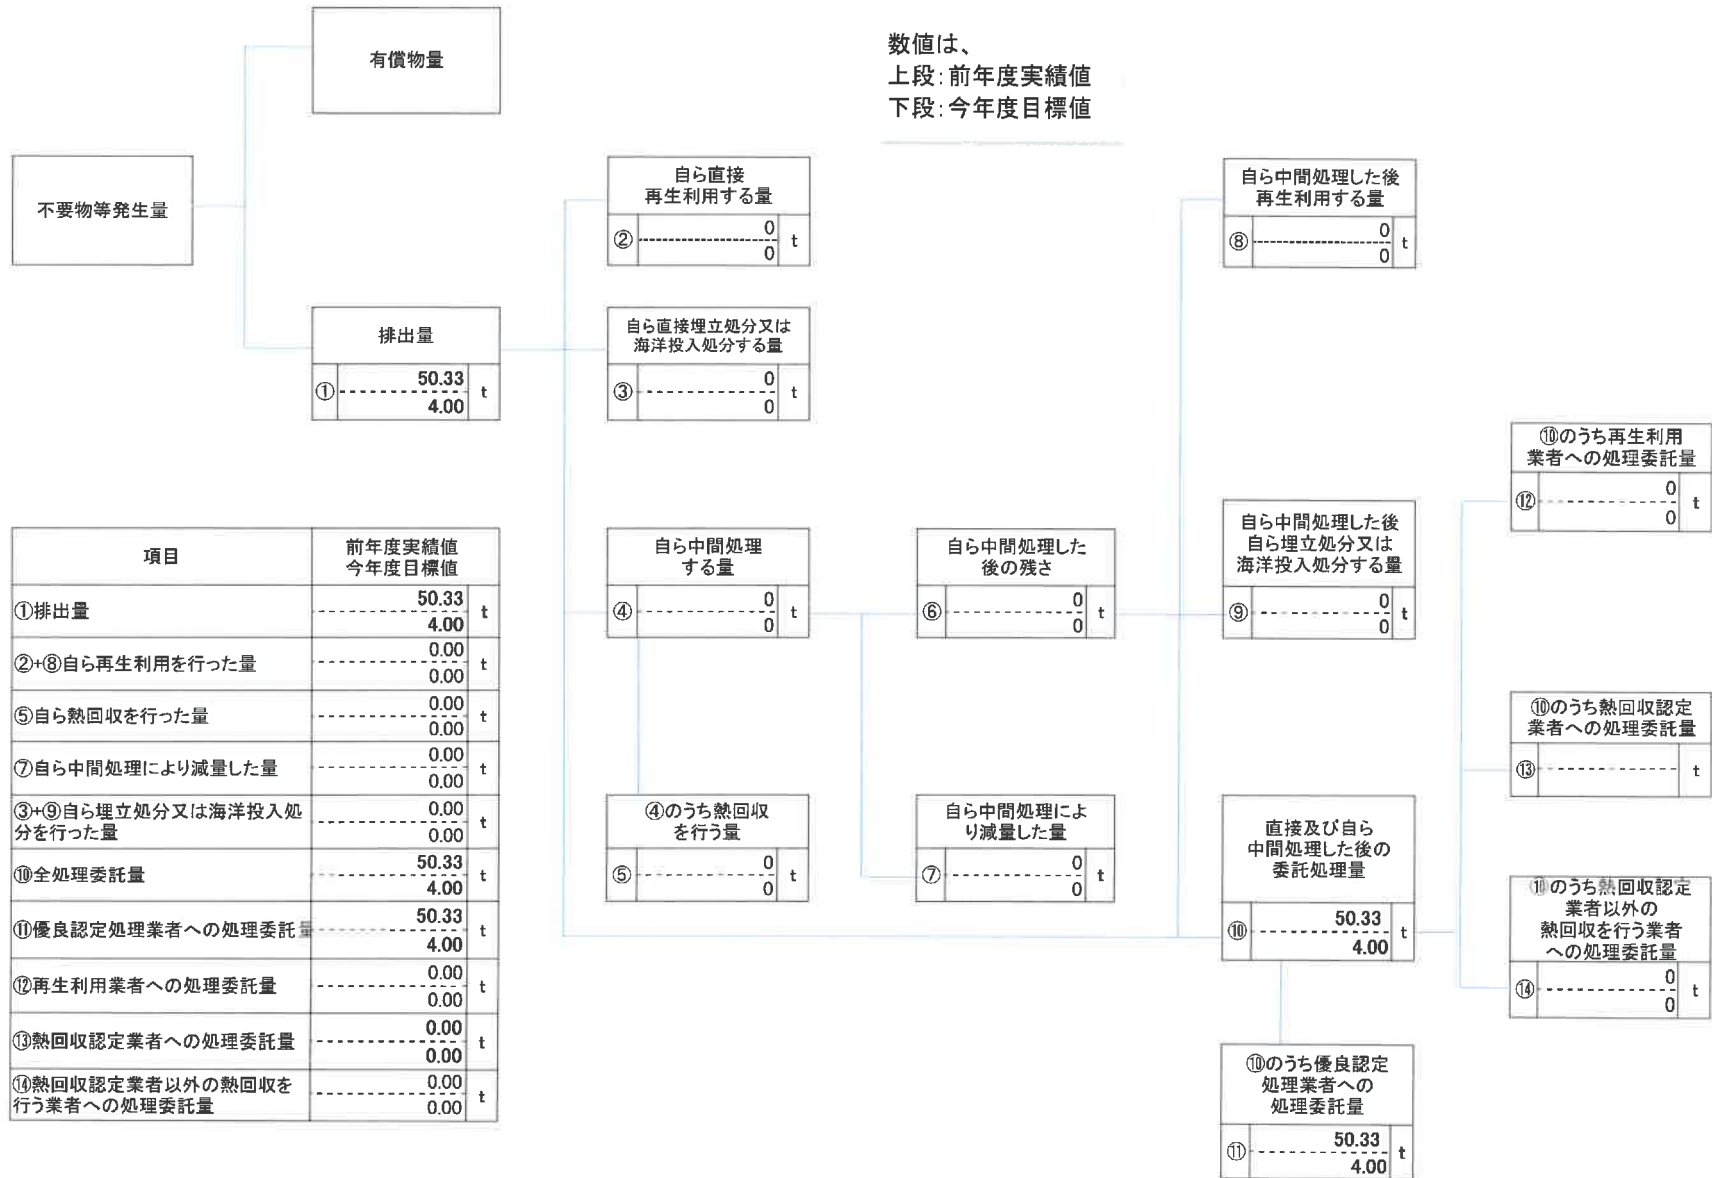 有償物量
数値は、
上段：前年度実績値
下段：今年度目標値
不要物等発生量
自ら直接
再生利用する量
② 0 t
0
自ら中間処理した後
再生利用する量
⑧ 0 t
0
排出量
① 50.33 t
4.00
自ら直接埋立処分又は
海洋投入処分する量
③ 0 t
0
⑩のうち再生利用
業者への処理委託量
⑫ 0 t
0
自ら中間処理
する量
④ 0 t
0
自ら中間処理した
後の残さ
⑥ 0 t
0
自ら中間処理した後
自ら埋立処分又は
海洋投入処分する量
⑨ 0 t
0
⑩のうち熱回収認定
業者への処理委託量
⑬ t
④のうち熱回収
を行う量
⑤ 0 t
0
自ら中間処理によ
り減量した量
⑦ 0 t
0
直接及び自ら
中間処理した後の
委託処理量
⑩ 50.33 t
4.00
⑩のうち熱回収認定
業者以外の
熱回収を行う業者
への処理委託量
⑭ 0 t
0
⑩のうち優良認定
処理業者への
処理委託量
⑪ 50.33 t
4.00
項目 前年度実績値
今年度目標値
①排出量 50.33 t
4.00
②+⑧自ら再生利用を行った量 0.00 t
0.00
⑤自ら熱回収を行った量 0.00 t
0.00
⑦自ら中間処理により減量した量 0.00 t
0.00
③+⑨自ら埋立処分又は海洋投入処 0.00 t
分を行った量 0.00
⑩全処理委託量 50.33 t
4.00
⑪優良認定処理業者への処理委託量 50.33 t
4.00
⑫再生利用業者への処理委託量 0.00 t
0.00
⑬熱回収認定業者への処理委託量 0.00 t
0.00
⑭熱回収認定業者以外の熱回収を 0.00 t
行う業者への処理委託量 0.00